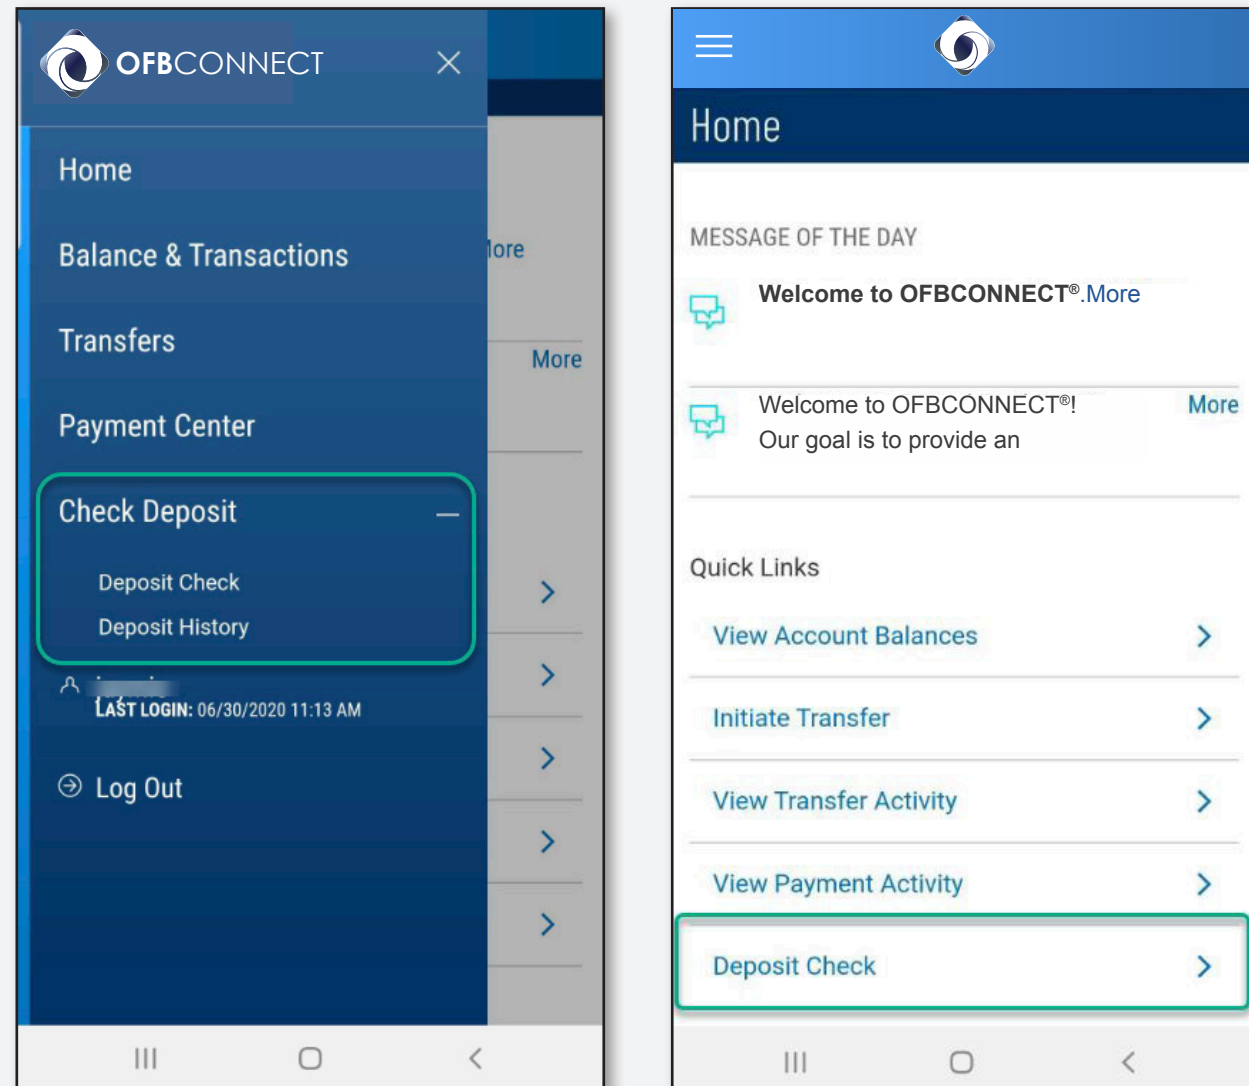 OFBCONNECT
Home
Balance & Transactions
Transfers
Payment Center
Check Deposit
Deposit Check
Deposit History
LAST LOGIN: 06/30/2020 11:13 AM
Log Out
More
Home
MESSAGE OF THE DAY
Welcome to OFBCONNECT®.More
Welcome to OFBCONNECT®! More
Our goal is to provide an
Quick Links
View Account Balances
Initiate Transfer
View Transfer Activity
View Payment Activity
Deposit Check